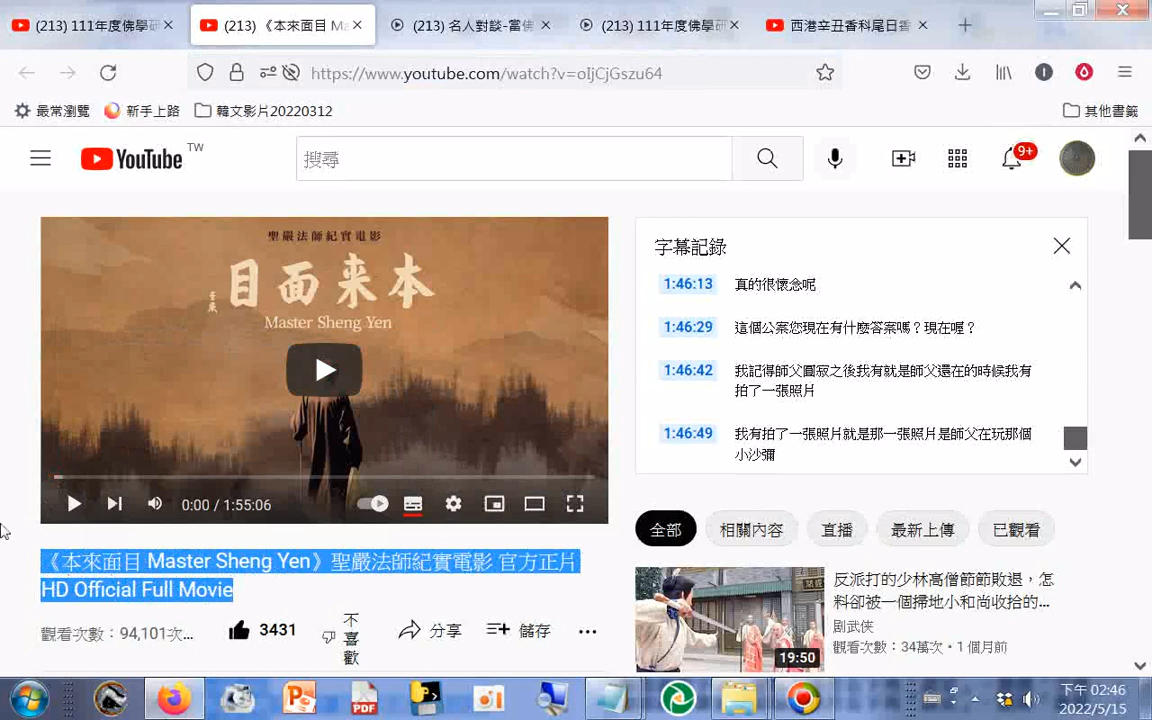 (213) 111年度佛學研
(213) 《本來面目 Ma
(213) 名人對談-當佛
(213) 111年度佛學研
西港辛丑香科尾日香
https://www.youtube.com/watch?v=oIjCjGszu64
最常瀏覽
新手上路
韓文影片20220312
其他書籤
YouTube TW
搜尋
9+
聖嚴法師紀實電影
本来面目
Master Sheng Yen
0:00 / 1:55:06
字幕記錄
1:46:13 真的很懷念呢
1:46:29 這個公案您現在有什麼答案嗎？現在喔？
1:46:42 我記得師父圓寂之後我有就是師父還在的時候我有
拍了一張照片
1:46:49 我有拍了一張照片就是那一張照片是師父在玩那個
小沙彌
《本來面目 Master Sheng Yen》聖嚴法師紀實電影 官方正片
HD Official Full Movie
觀看次數：94,101次...
3431
不喜歡
分享
儲存
全部
相關內容
直播
最新上傳
已觀看
反派打的少林高僧節節敗退，怎
料卻被一個掃地小和尚收拾的...
剧武侠
觀看次數：34萬次・1 個月前
19:50
PDF
下午 02:46
2022/5/15